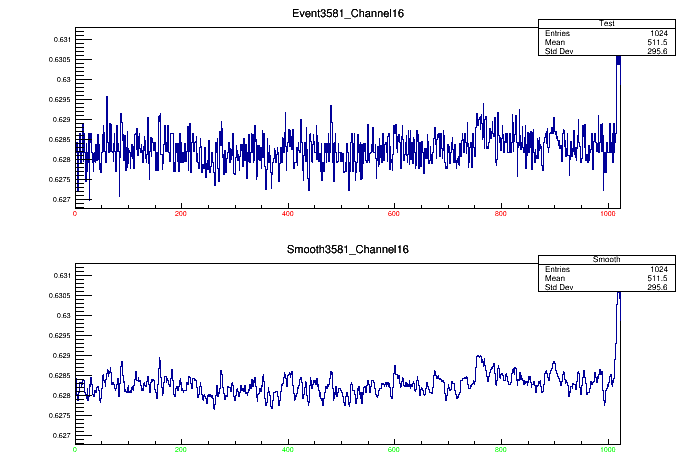 Event3581_Channel16
Test
Entries 1024
Mean 511.5
Std Dev 295.6
0.631
0.6305
0.63
0.6295
0.629
0.6285
0.628
0.6275
0.627
0 200 400 600 800 1000
Smooth3581_Channel16
Smooth
Entries 1024
Mean 511.5
Std Dev 295.6
0.631
0.6305
0.63
0.6295
0.629
0.6285
0.628
0.6275
0.627
0 200 400 600 800 1000